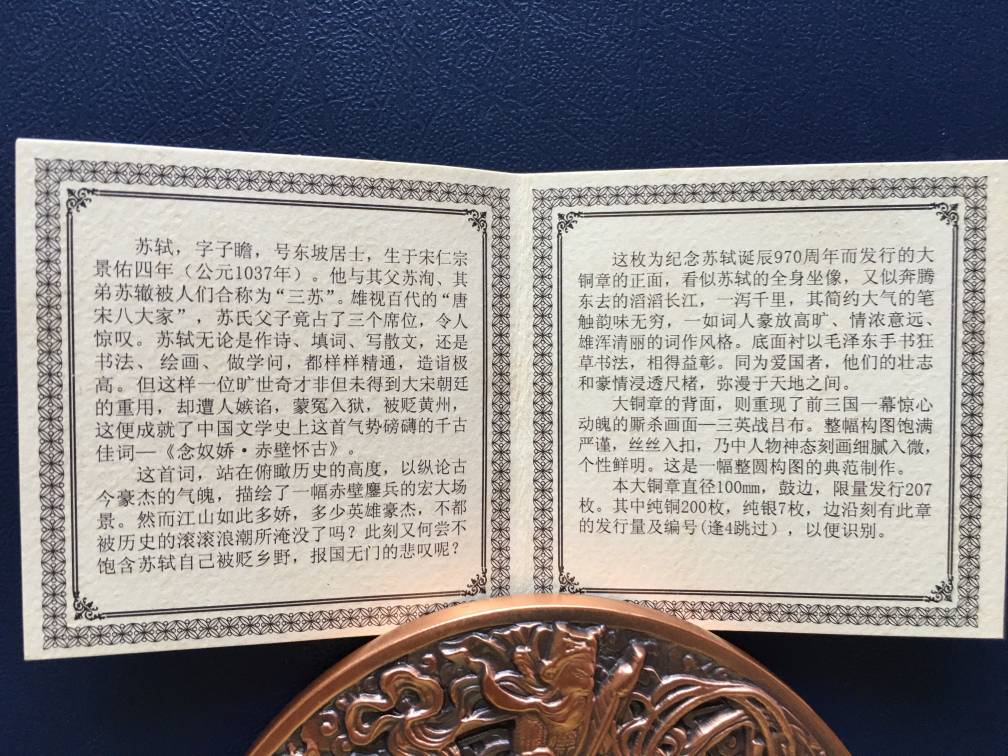 苏轼，字子瞻，号东坡居士，生于宋仁宗
景佑四年（公元1037年）。他与其父苏洵、其
弟苏辙被人们合称为“三苏”。雄视百代的“唐
宋八大家”，苏氏父子竟占了三个席位，令人
惊叹。苏轼无论是作诗、填词、写散文，还是
书法、绘画、做学问，都样样精通，造诣极
高。但这样一位旷世奇才非但未得到大宋朝廷
的重用，却遭人嫉谄，蒙冤入狱，被贬黄州，
这便成就了中国文学史上这首气势磅礴的千古
佳词—《念奴娇·赤壁怀古》。
这首词，站在俯瞰历史的高度，以纵论古
今豪杰的气魄，描绘了一幅赤壁鏖兵的宏大场
景。然而江山如此多娇，多少英雄豪杰，不都
被历史的滚滚浪潮所淹没了吗？此刻又何尝不
饱含苏轼自己被贬乡野，报国无门的悲叹呢？
这枚为纪念苏轼诞辰970周年而发行的大
铜章的正面，看似苏轼的全身坐像，又似奔腾
东去的滔滔长江，一泻千里，其简约大气的笔
触韵味无穷，一如词人豪放高旷、情浓意远、
雄浑清丽的词作风格。底面衬以毛泽东手书狂
草书法，相得益彰。同为爱国者，他们的壮志
和豪情浸透尺楮，弥漫于天地之间。
大铜章的背面，则重现了前三国一幕惊心
动魄的厮杀画面—三英战吕布。整幅构图饱满
严谨，丝丝入扣，乃中人物神态刻画细腻入微，
个性鲜明。这是一幅整圆构图的典范制作。
本大铜章直径100mm，鼓边，限量发行207
枚。其中纯铜200枚，纯银7枚，边沿刻有此章
的发行量及编号(逢4跳过），以便识别。